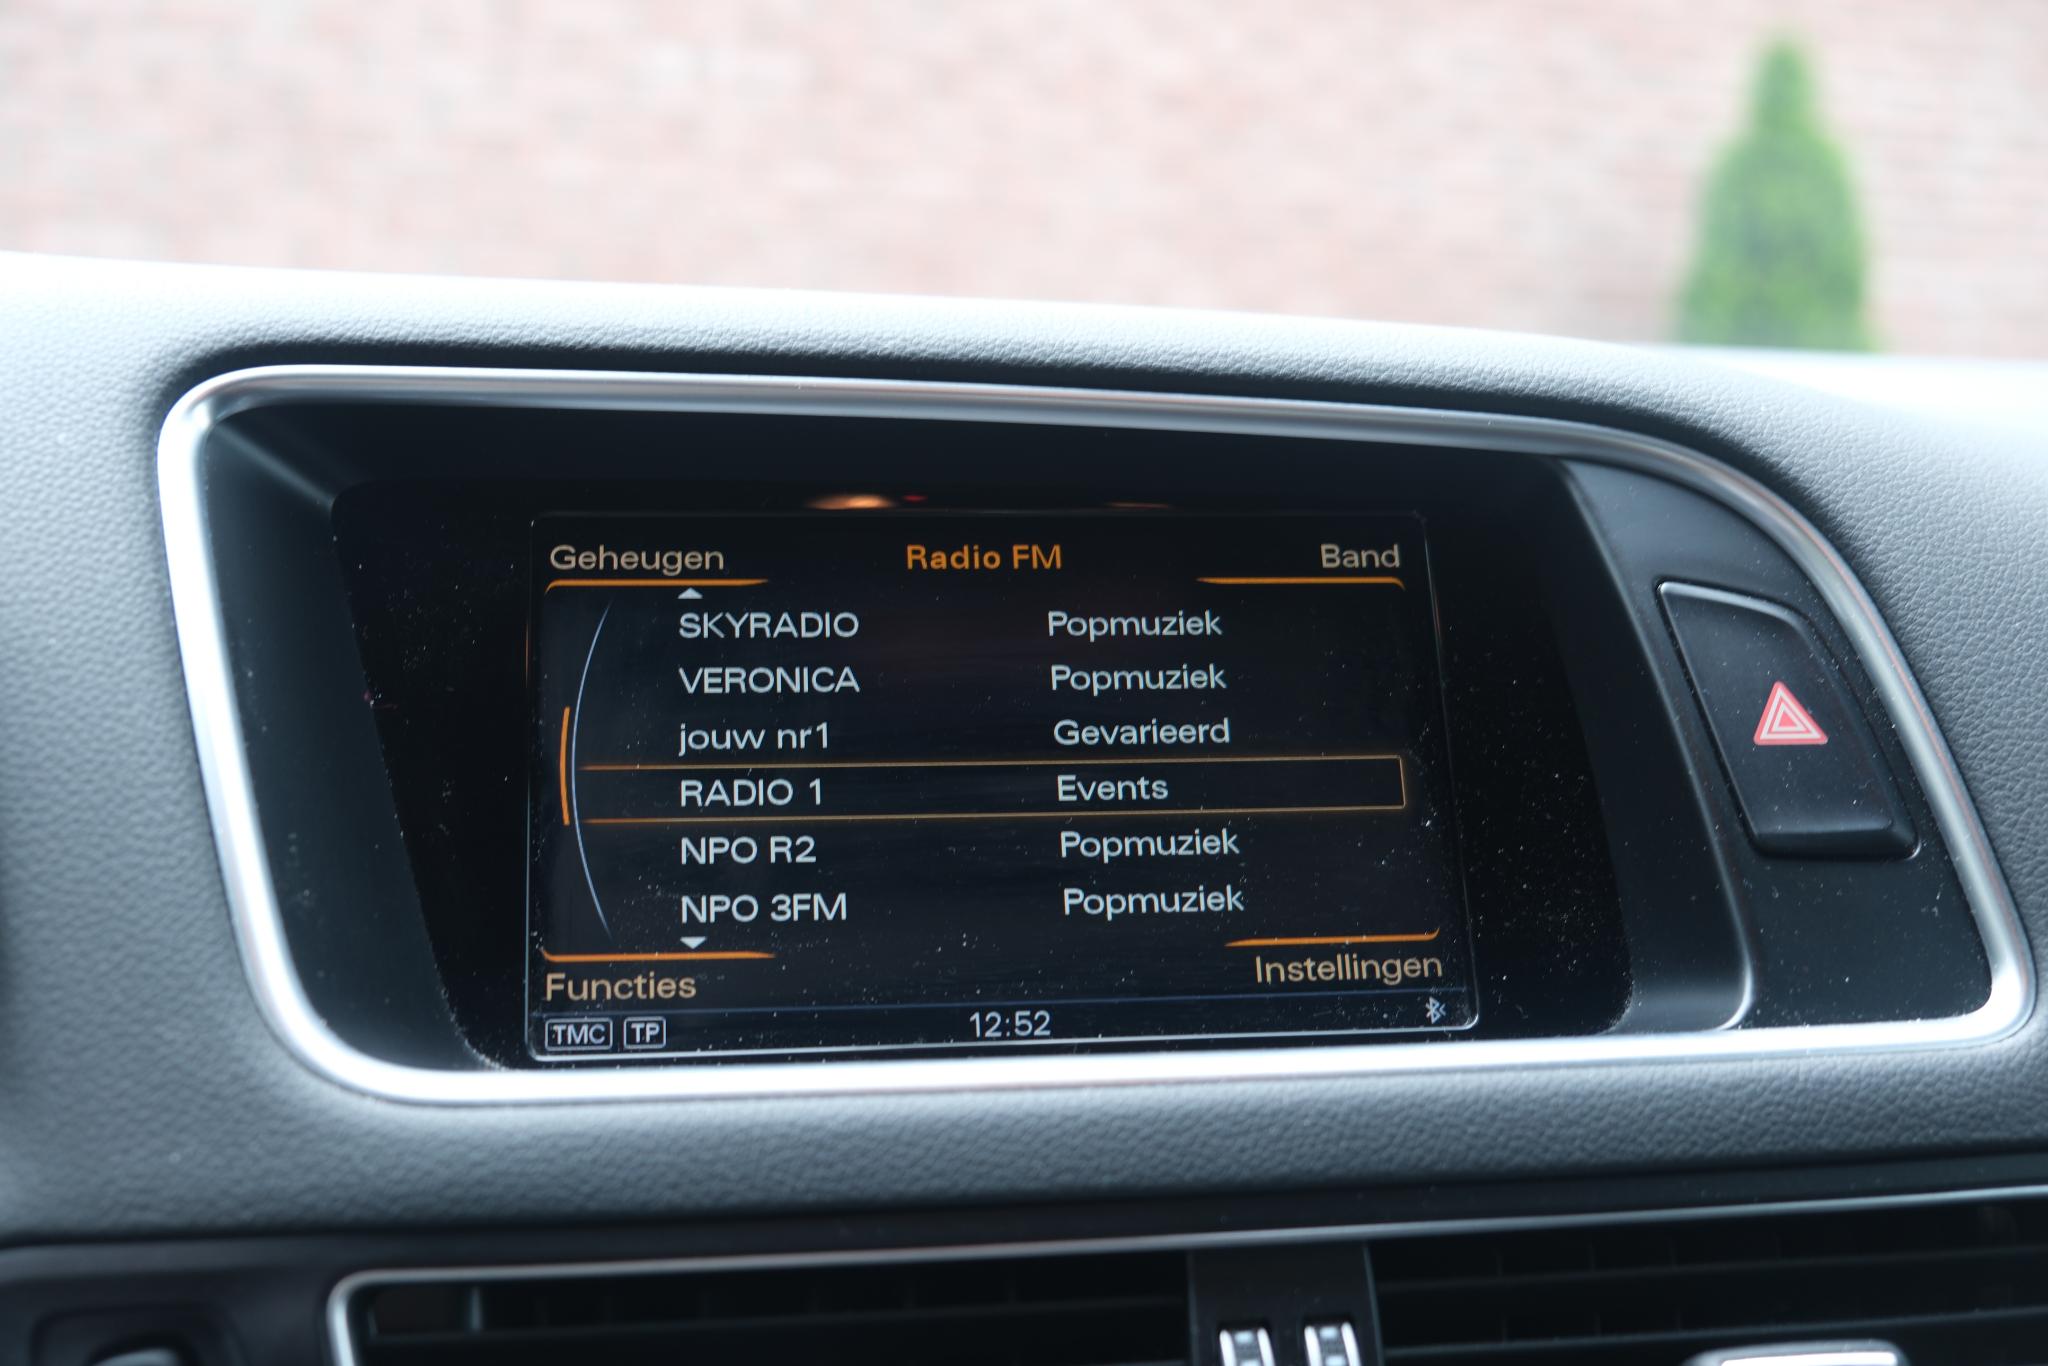 Geheugen Radio FM Band
SKYRADIO Popmuziek
VERONICA Popmuziek
jouw nr1 Gevarieerd
RADIO 1 Events
NPO R2 Popmuziek
NPO 3FM Popmuziek
Functies Instellingen
TMC TP 12:52